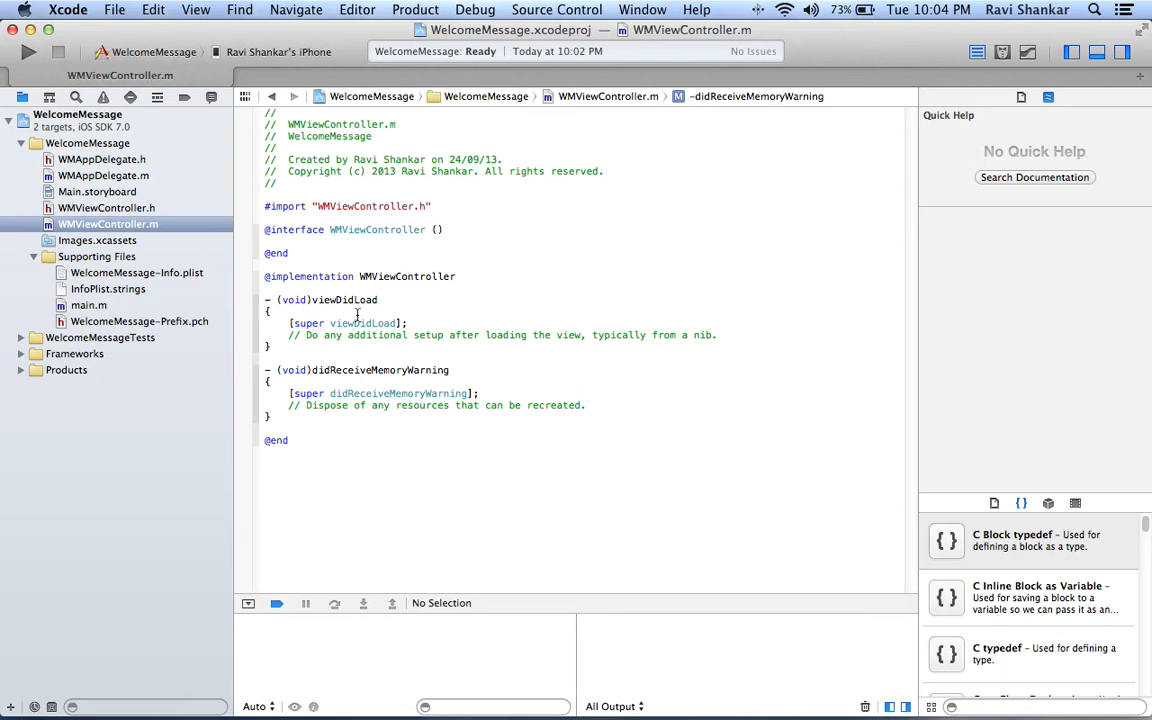 Xcode File Edit View Find Navigate Editor Product Debug Source Control Window Help 73% Tue 10:04 PM Ravi Shankar
WelcomeMessage.xcodeproj — WMViewController.m
WelcomeMessage Ravi Shankar's iPhone WelcomeMessage: Ready Today at 10:02 PM No Issues
WMViewController.m
WelcomeMessage WelcomeMessage WMViewController.m -didReceiveMemoryWarning
WelcomeMessage
2 targets, iOS SDK 7.0
WelcomeMessage
WMAppDelegate.h
WMAppDelegate.m
Main.storyboard
WMViewController.h
WMViewController.m
Images.xcassets
Supporting Files
WelcomeMessage-Info.plist
InfoPlist.strings
main.m
WelcomeMessage-Prefix.pch
WelcomeMessageTests
Frameworks
Products
//
// WMViewController.m
// WelcomeMessage
//
// Created by Ravi Shankar on 24/09/13.
// Copyright (c) 2013 Ravi Shankar. All rights reserved.
//
#import "WMViewController.h"
@interface WMViewController ()
@end
@implementation WMViewController
- (void)viewDidLoad
{
[super viewDidLoad];
// Do any additional setup after loading the view, typically from a nib.
}
- (void)didReceiveMemoryWarning
{
[super didReceiveMemoryWarning];
// Dispose of any resources that can be recreated.
}
@end
No Selection
Auto
All Output
Quick Help
No Quick Help
Search Documentation
{ } C Block typedef - Used for
defining a block as a type.
{ } C Inline Block as Variable -
Used for saving a block to a
variable so we can pass it as an...
{ } C typedef - Used for defining a
type.